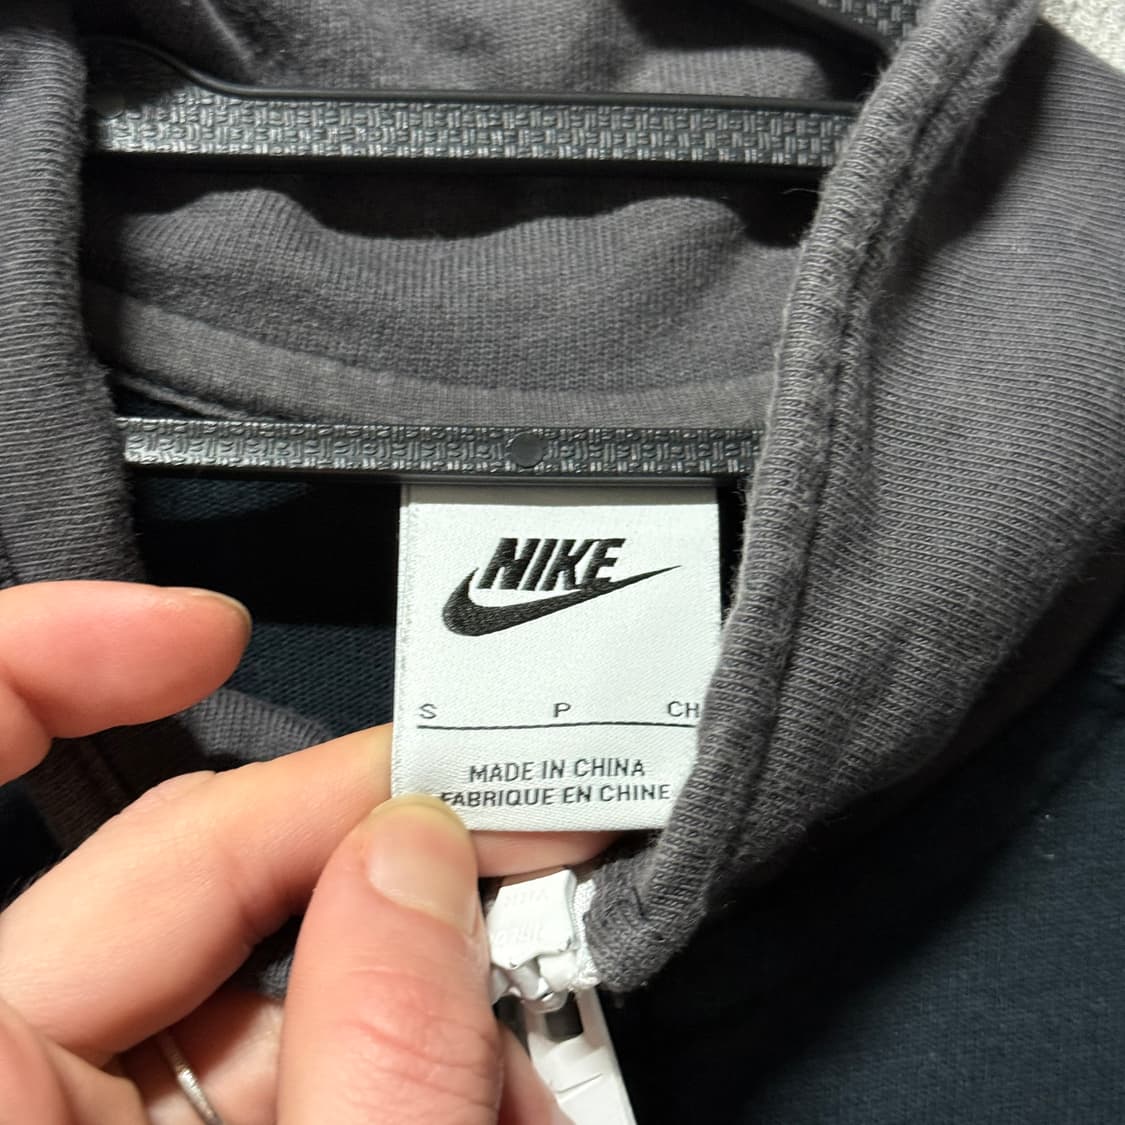 NIKE
S P CH
MADE IN CHINA
FABRIQUE EN CHINE